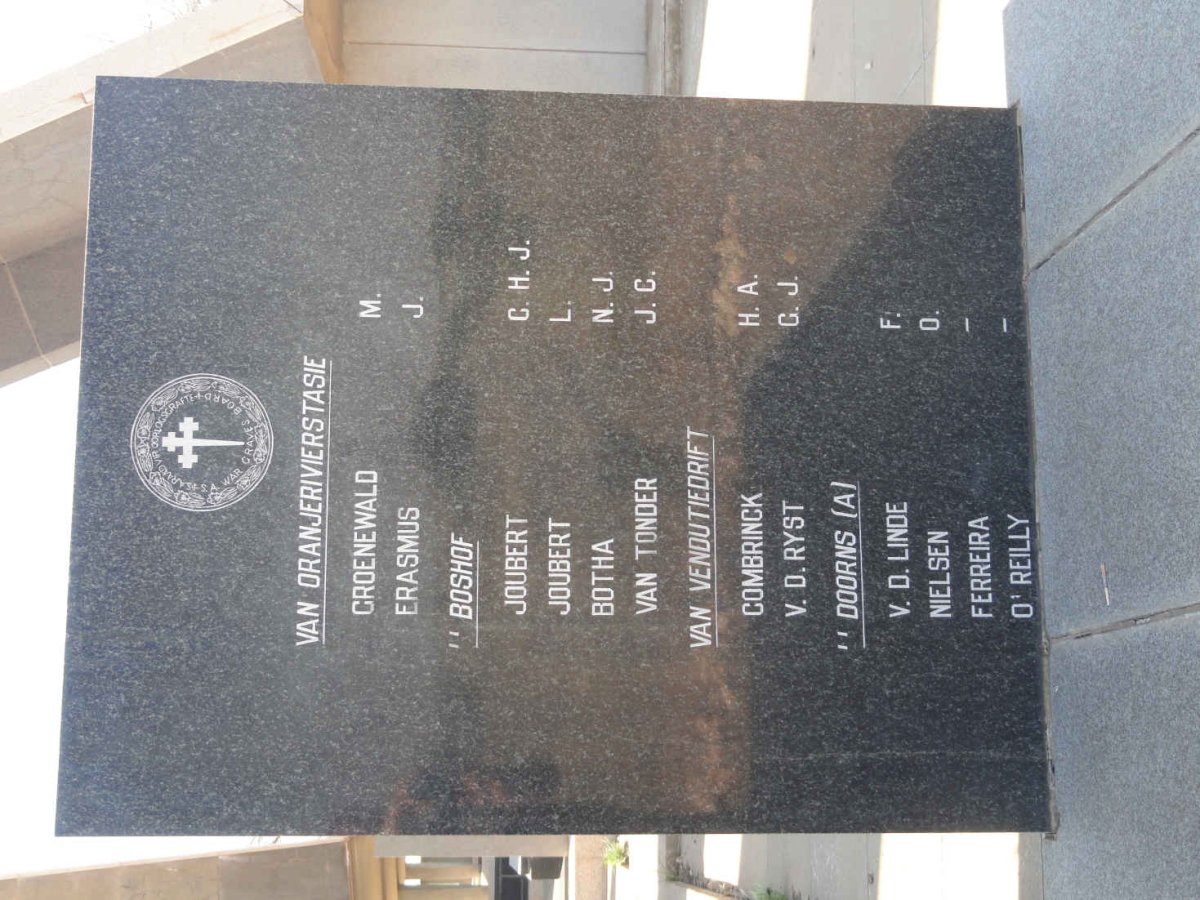 S.A. WAR GRAVES BOARD
VAN ORANJERIVIERSTASIE
GROENEWALD M.
ERASMUS J.
'' BOSHOF
JOUBERT C. H. J.
JOUBERT L.
BOTHA N. J.
VAN TONDER J. C.
VAN VENDUTIEDRIFT
COMBRINCK H. A.
V. D. RYST G. J.
'' DOORNS (A)
V. D. LINDE F.
NIELSEN O.
FERREIRA –
O' REILLY –